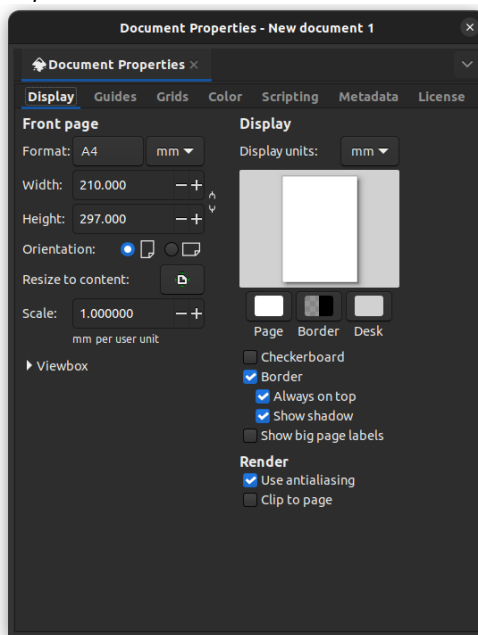 Document Properties - New document 1
Document Properties
Display Guides Grids Color Scripting Metadata License
Front page
Format: A4 mm
Width: 210.000
Height: 297.000
Orientation:
Resize to content:
Scale: 1.000000
mm per user unit
Viewbox
Display
Display units: mm
Page Border Desk
Checkerboard
Border
Always on top
Show shadow
Show big page labels
Render
Use antialiasing
Clip to page